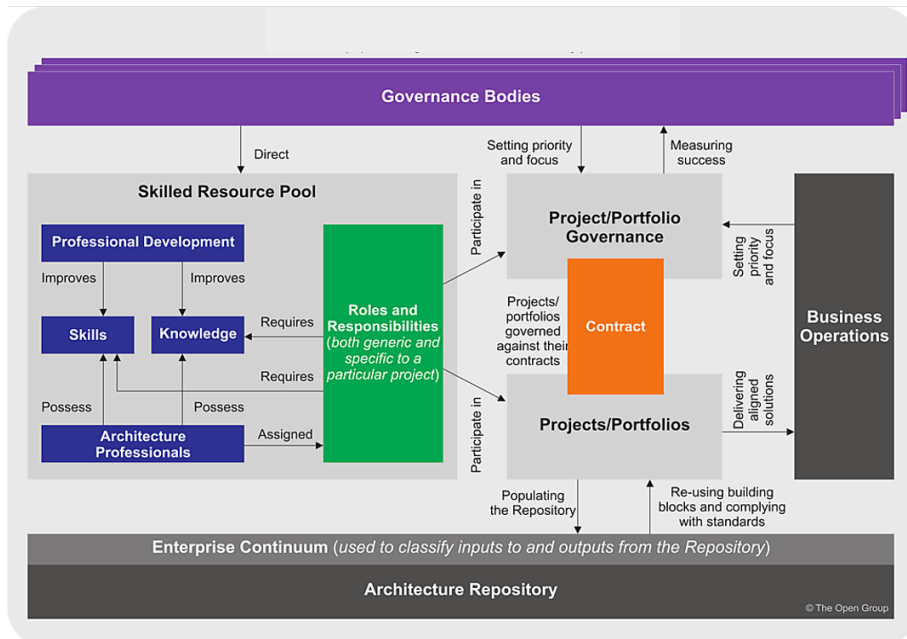 Governance Bodies
Direct
Setting priority
and focus
Measuring
success
Skilled Resource Pool
Professional Development
Improves
Improves
Skills
Knowledge
Requires
Requires
Possess
Possess
Architecture
Professionals
Assigned
Roles and
Responsibilities
(both generic and
specific to a
particular project)
Participate in
Participate in
Project/Portfolio
Governance
Projects/
portfolios
governed
against their
contracts
Contract
Projects/Portfolios
Setting
priority
and focus
Delivering
aligned
solutions
Business
Operations
Populating
the Repository
Re-using building
blocks and complying
with standards
Enterprise Continuum (used to classify inputs to and outputs from the Repository)
Architecture Repository
© The Open Group